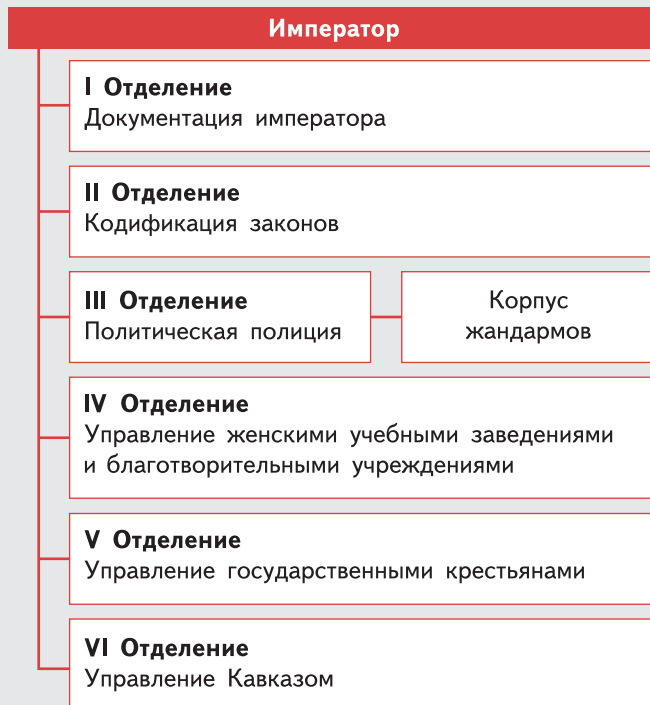 Император
I Отделение
Документация императора
II Отделение
Кодификация законов
III Отделение
Политическая полиция
Корпус
жандармов
IV Отделение
Управление женскими учебными заведениями
и благотворительными учреждениями
V Отделение
Управление государственными крестьянами
VI Отделение
Управление Кавказом